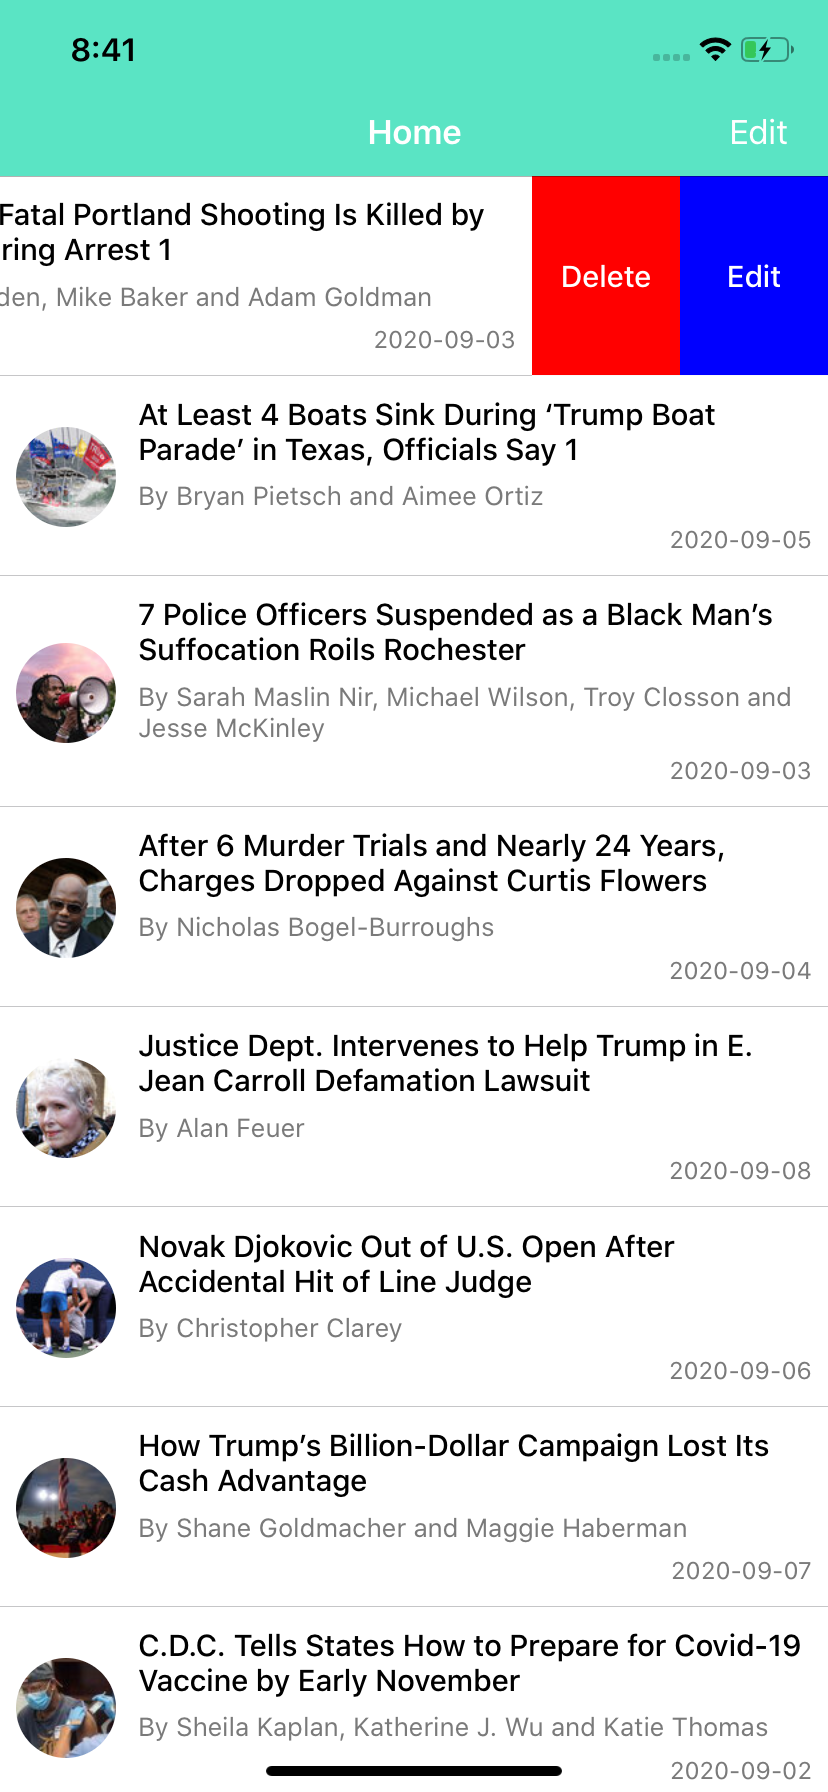 8:41
Home
Edit
Fatal Portland Shooting Is Killed by
ring Arrest 1
den, Mike Baker and Adam Goldman
2020-09-03
Delete
Edit
At Least 4 Boats Sink During ‘Trump Boat
Parade’ in Texas, Officials Say 1
By Bryan Pietsch and Aimee Ortiz
2020-09-05
7 Police Officers Suspended as a Black Man’s
Suffocation Roils Rochester
By Sarah Maslin Nir, Michael Wilson, Troy Closson and
Jesse McKinley
2020-09-03
After 6 Murder Trials and Nearly 24 Years,
Charges Dropped Against Curtis Flowers
By Nicholas Bogel-Burroughs
2020-09-04
Justice Dept. Intervenes to Help Trump in E.
Jean Carroll Defamation Lawsuit
By Alan Feuer
2020-09-08
Novak Djokovic Out of U.S. Open After
Accidental Hit of Line Judge
By Christopher Clarey
2020-09-06
How Trump’s Billion-Dollar Campaign Lost Its
Cash Advantage
By Shane Goldmacher and Maggie Haberman
2020-09-07
C.D.C. Tells States How to Prepare for Covid-19
Vaccine by Early November
By Sheila Kaplan, Katherine J. Wu and Katie Thomas
2020-09-02